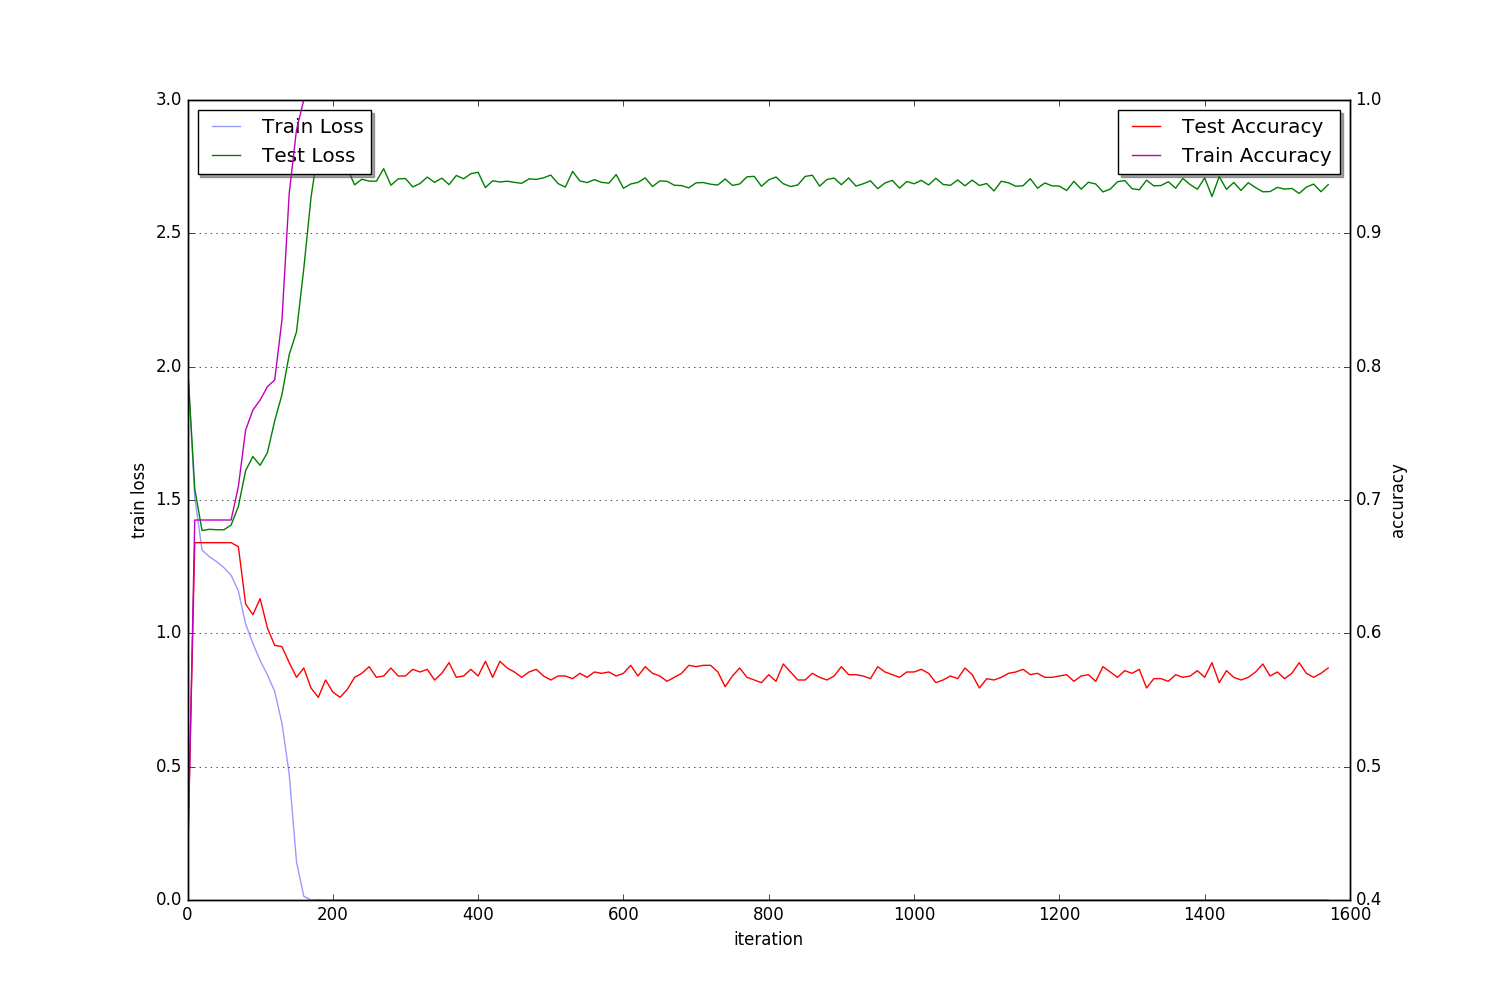 3.0
2.5
2.0
1.5
1.0
0.5
0.0
train loss
Train Loss
Test Loss
Test Accuracy
Train Accuracy
1.0
0.9
0.8
0.7
0.6
0.5
0.4
accuracy
0 200 400 600 800 1000 1200 1400 1600
iteration